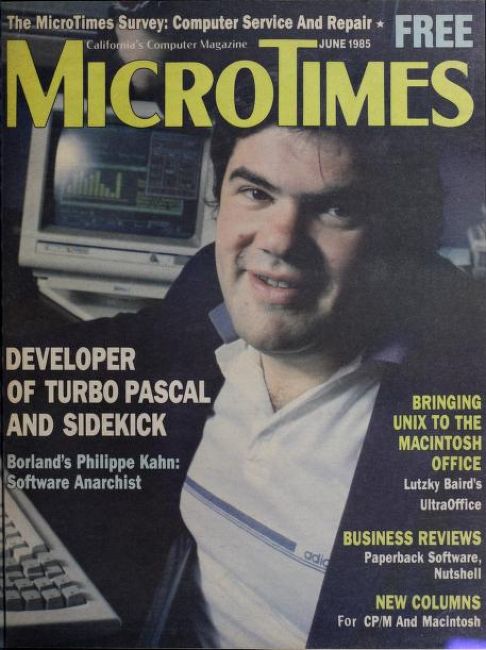 The MicroTimes Survey: Computer Service And Repair ★
FREE
California's Computer Magazine
JUNE 1985
MICROTIMES
DEVELOPER
OF TURBO PASCAL
AND SIDEKICK
Borland's Philippe Kahn:
Software Anarchist
BRINGING
UNIX TO THE
MACINTOSH
OFFICE
Lutzky Baird's
UltraOffice
BUSINESS REVIEWS
Paperback Software,
Nutshell
NEW COLUMNS
For CP/M And Macintosh
adidas